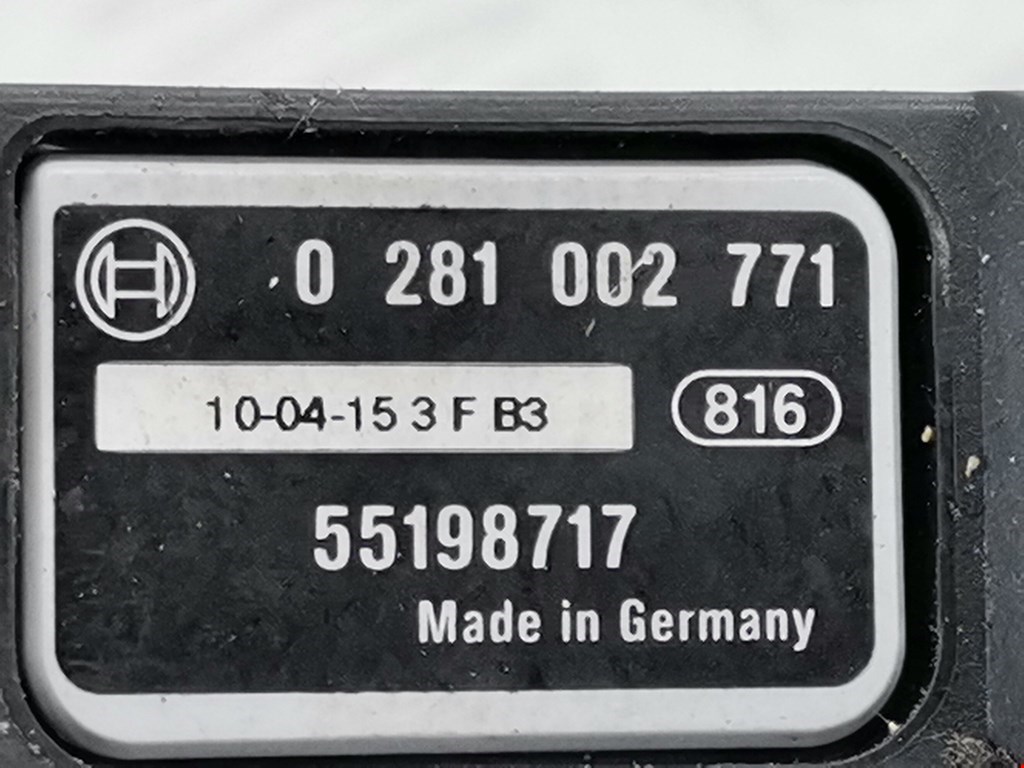 0 281 002 771
10-04-15 3 F B3
816
55198717
Made in Germany